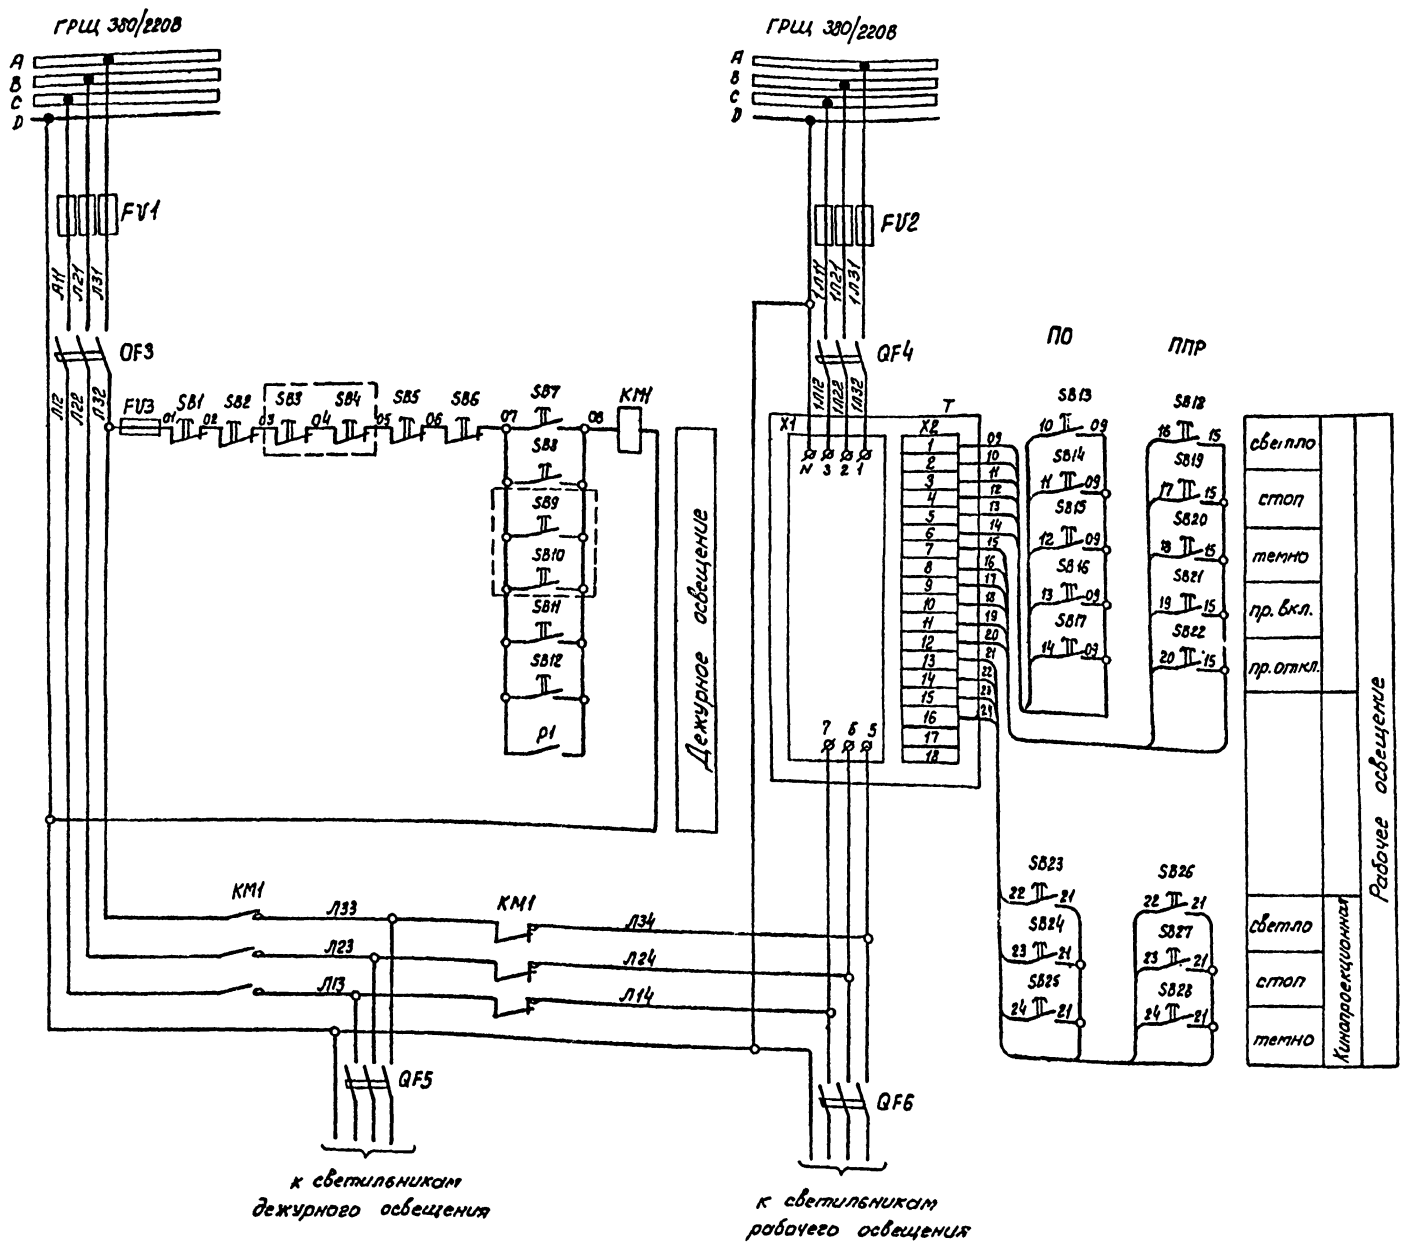 ГРЩ 380/220В
A
B
C
D
FV1
Л11
Л21
Л31
QF3
Л12
Л22
Л32
FV3
01
SB1
02
SB2
03
SB3
04
SB4
05
SB5
06
SB6
07
SB7
08
KM1
SB8
SB9
SB10
SB11
SB12
P1
Дежурное освещение
KM1
Л33
KM1
Л34
Л23
Л24
Л13
Л14
QF5
к светильникам
дежурного освещения
ГРЩ 380/220В
A
B
C
D
FV2
1Л11
1Л21
1Л31
QF4
1Л12
1Л22
1Л32
T
X1
N 3 2 1
7 6 5
X2
1
2
3
4
5
6
7
8
9
10
11
12
13
14
15
16
17
18
09
10
11
12
13
14
15
16
17
18
19
20
21
22
23
24
ПО
SB13
10 09
SB14
11 09
SB15
12 09
SB16
13 09
SB17
14 09
ППР
SB18
16 15
SB19
17 15
SB20
18 15
SB21
19 15
SB22
20 15
SB23
22 21
SB24
23 21
SB25
24 21
SB26
22 21
SB27
23 21
SB28
24 21
светло
стоп
темно
пр. вкл.
пр. откл.
светло
стоп
темно
Кинопроекционная
Рабочее освещение
QF6
к светильникам
рабочего освещения